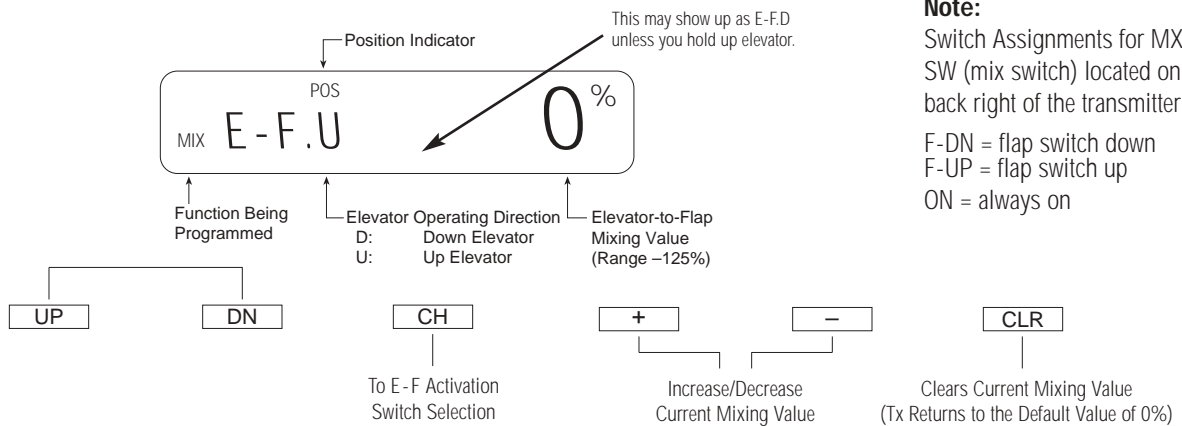 This may show up as E-F.D
unless you hold up elevator.
Position Indicator
POS
MIX E-F.U 0%
Function Being
Programmed
Elevator Operating Direction
D: Down Elevator
U: Up Elevator
Elevator-to-Flap
Mixing Value
(Range –125%)
Note:
Switch Assignments for MX
SW (mix switch) located on
back right of the transmitter
F-DN = flap switch down
F-UP = flap switch up
ON = always on
UP DN CH + – CLR
To E-F Activation
Switch Selection
Increase/Decrease
Current Mixing Value
Clears Current Mixing Value
(Tx Returns to the Default Value of 0%)